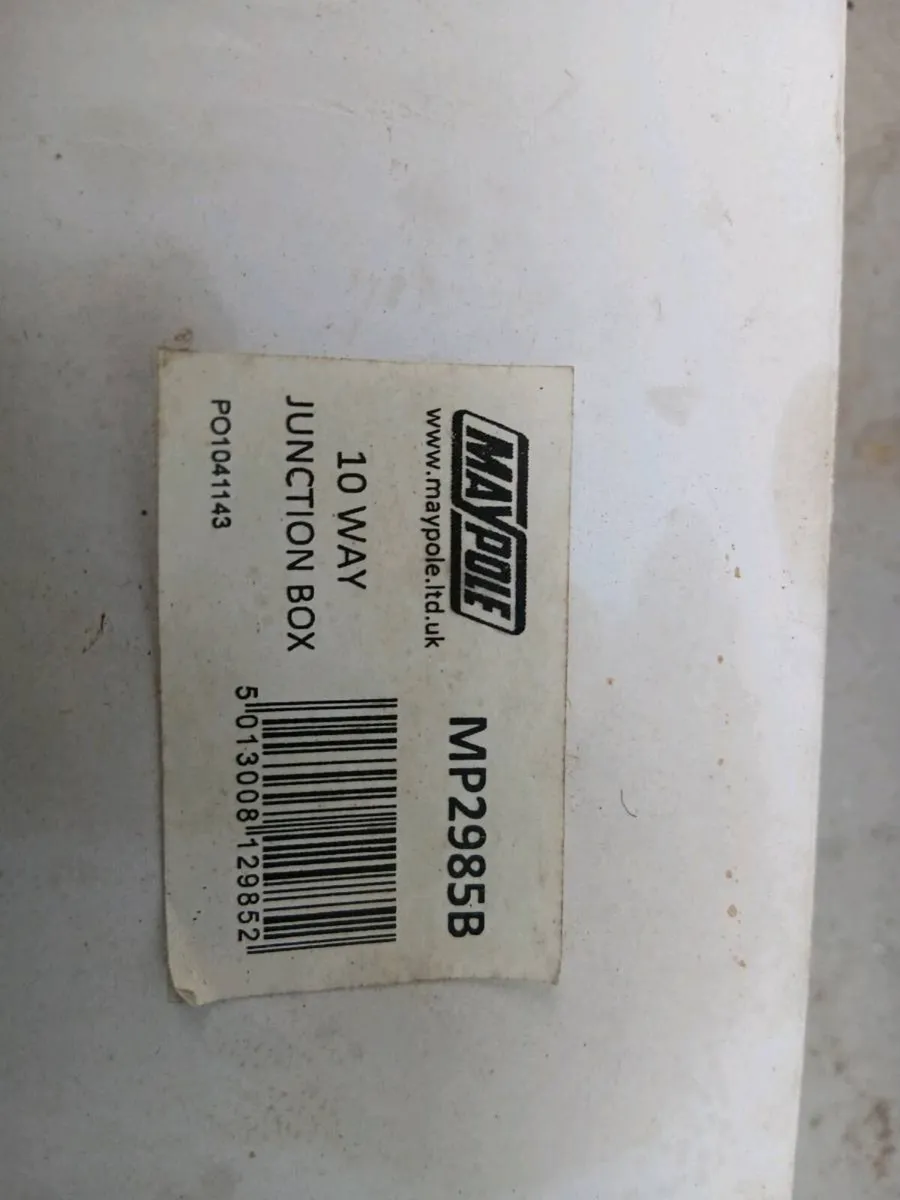 MAYPOLE
www.maypole.ltd.uk
MP2985B
10 WAY
JUNCTION BOX
PO1041143
5 013008 129852